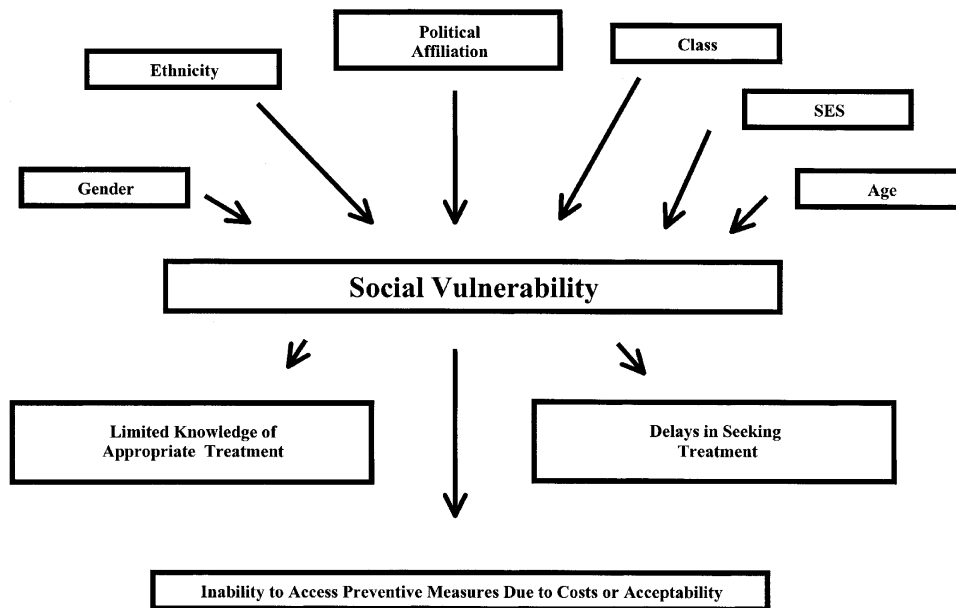 Political
Affiliation
Class
Ethnicity
SES
Gender
Age
Social Vulnerability
Limited Knowledge of
Appropriate Treatment
Delays in Seeking
Treatment
Inability to Access Preventive Measures Due to Costs or Acceptability